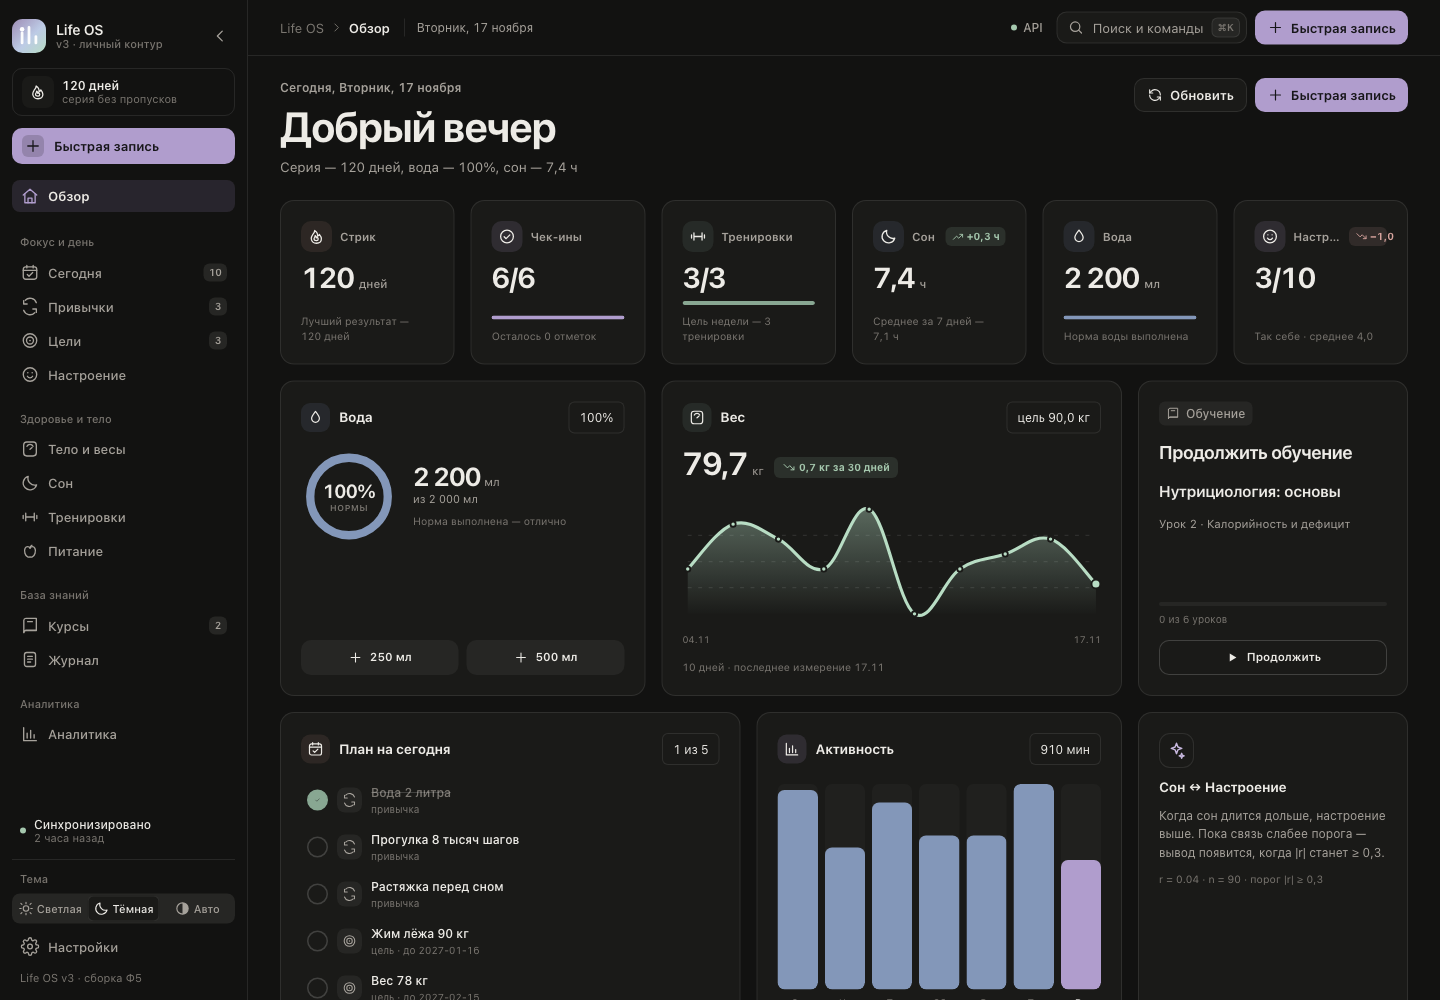 Life OS
v3 · личный контур
120 дней
серия без пропусков
Быстрая запись
Обзор
Фокус и день
Сегодня 10
Привычки 3
Цели 3
Настроение
Здоровье и тело
Тело и весы
Сон
Тренировки
Питание
База знаний
Курсы 2
Журнал
Аналитика
Аналитика
Синхронизировано
2 часа назад
Тема
Светлая Тёмная Авто
Настройки
Life OS v3 · сборка Ф5
Life OS Обзор Вторник, 17 ноября
API Поиск и команды ⌘K Быстрая запись
Сегодня, Вторник, 17 ноября
Обновить Быстрая запись
Добрый вечер
Серия — 120 дней, вода — 100%, сон — 7,4 ч
Стрик
120 дней
Лучший результат —
120 дней
Чек-ины
6/6
Осталось 0 отметок
Тренировки
3/3
Цель недели — 3
тренировки
Сон +0,3 ч
7,4 ч
Среднее за 7 дней —
7,1 ч
Вода
2 200 мл
Норма воды выполнена
Настр... −1,0
3/10
Так себе · среднее 4,0
Вода 100%
100%
НОРМЫ
2 200 мл
из 2 000 мл
Норма выполнена — отлично
250 мл 500 мл
Вес цель 90,0 кг
79,7 кг 0,7 кг за 30 дней
04.11 17.11
10 дней · последнее измерение 17.11
Обучение
Продолжить обучение
Нутрициология: основы
Урок 2 · Калорийность и дефицит
0 из 6 уроков
Продолжить
План на сегодня 1 из 5
Вода 2 литра
привычка
Прогулка 8 тысяч шагов
привычка
Растяжка перед сном
привычка
Жим лёжа 90 кг
цель · до 2027-01-16
Вес 78 кг
цель · до 2027-02-15
Активность 910 мин
Сон ↔ Настроение
Когда сон длится дольше, настроение
выше. Пока связь слабее порога —
вывод появится, когда |r| станет ≥ 0,3.
r = 0.04 · n = 90 · порог |r| ≥ 0,3